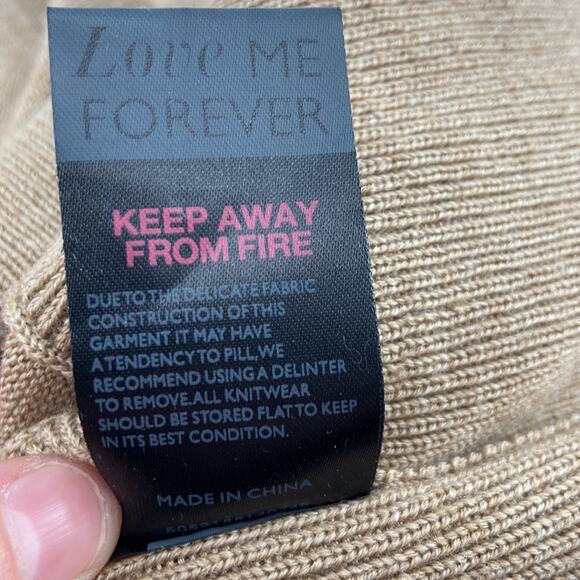 Love ME
FOREVER
KEEP AWAY
FROM FIRE
DUE TO THE DELICATE FABRIC
CONSTRUCTION OF THIS
GARMENT IT MAY HAVE
A TENDENCY TO PILL, WE
RECOMMEND USING A DELINTER
TO REMOVE. ALL KNITWEAR
SHOULD BE STORED FLAT TO KEEP
IN ITS BEST CONDITION.
MADE IN CHINA